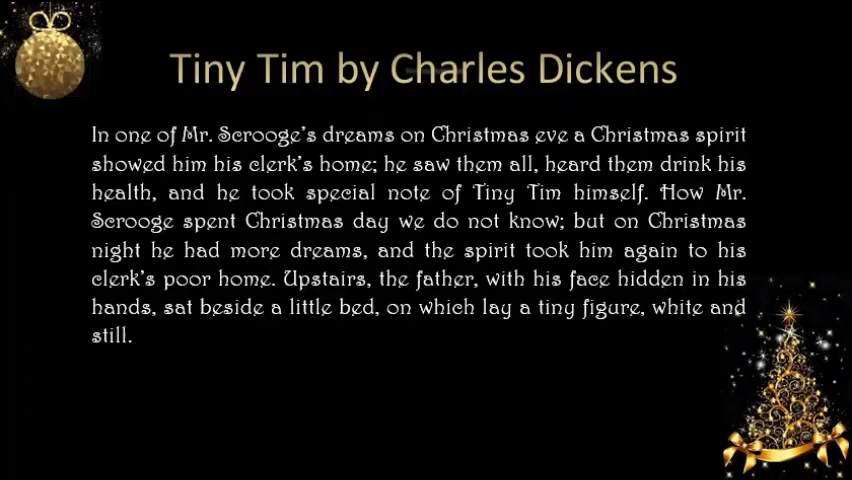 Tiny Tim by Charles Dickens
In one of Mr. Scrooge's dreams on Christmas eve a Christmas spirit
showed him his clerk's home; he saw them all, heard them drink his
health, and he took special note of Tiny Tim himself. How Mr.
Scrooge spent Christmas day we do not know; but on Christmas
night he had more dreams, and the spirit took him again to his
clerk's poor home. Upstairs, the father, with his face hidden in his
hands, sat beside a little bed, on which lay a tiny figure, white and
still.